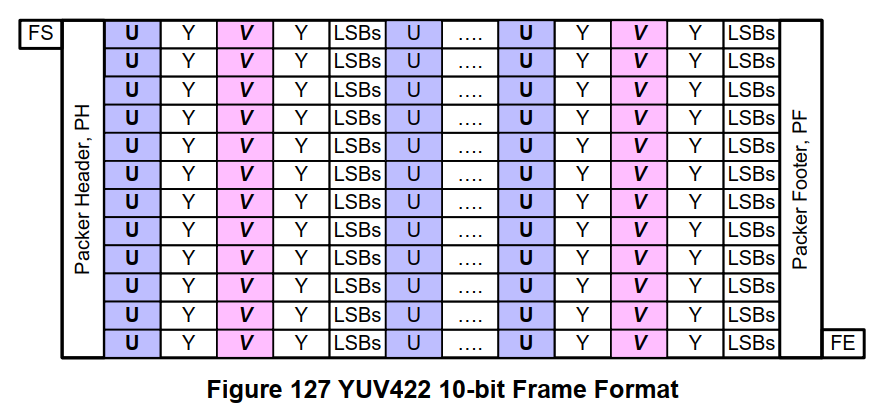 FS U Y V Y LSBs U .... U Y V Y LSBs
U Y V Y LSBs U .... U Y V Y LSBs
U Y V Y LSBs U .... U Y V Y LSBs
U Y V Y LSBs U .... U Y V Y LSBs
U Y V Y LSBs U .... U Y V Y LSBs
U Y V Y LSBs U .... U Y V Y LSBs
U Y V Y LSBs U .... U Y V Y LSBs
U Y V Y LSBs U .... U Y V Y LSBs
U Y V Y LSBs U .... U Y V Y LSBs
U Y V Y LSBs U .... U Y V Y LSBs
U Y V Y LSBs U .... U Y V Y LSBs
U Y V Y LSBs U .... U Y V Y LSBs FE
Packer Header, PH
Packer Footer, PF
Figure 127 YUV422 10-bit Frame Format